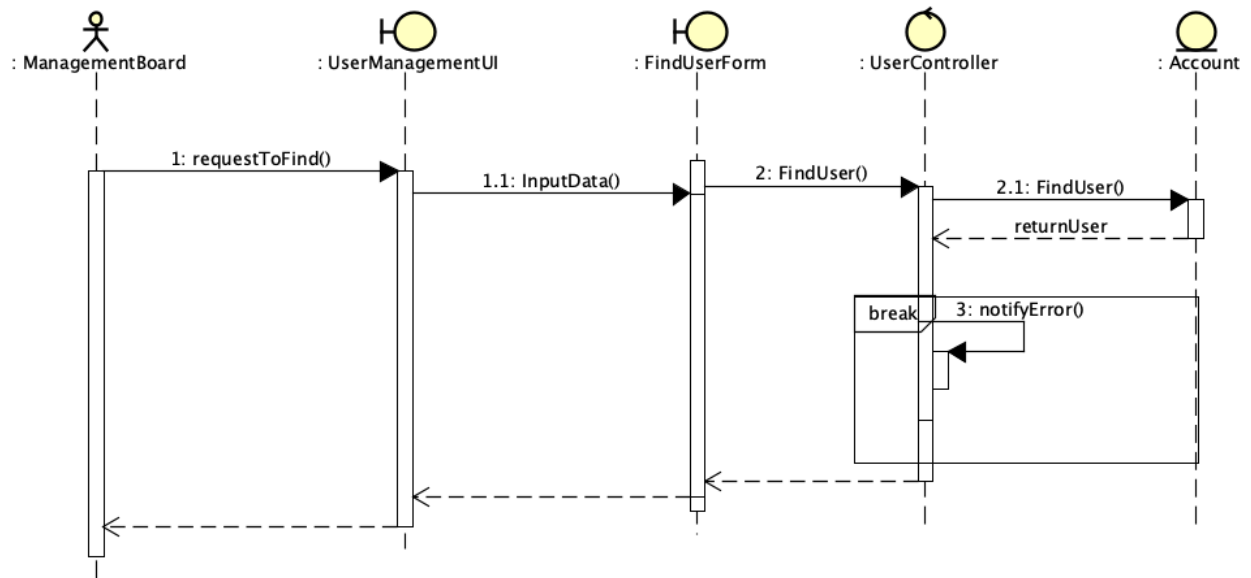 : ManagementBoard
: UserManagementUI
: FindUserForm
: UserController
: Account
1: requestToFind()
1.1: InputData()
2: FindUser()
2.1: FindUser()
returnUser
break
3: notifyError()